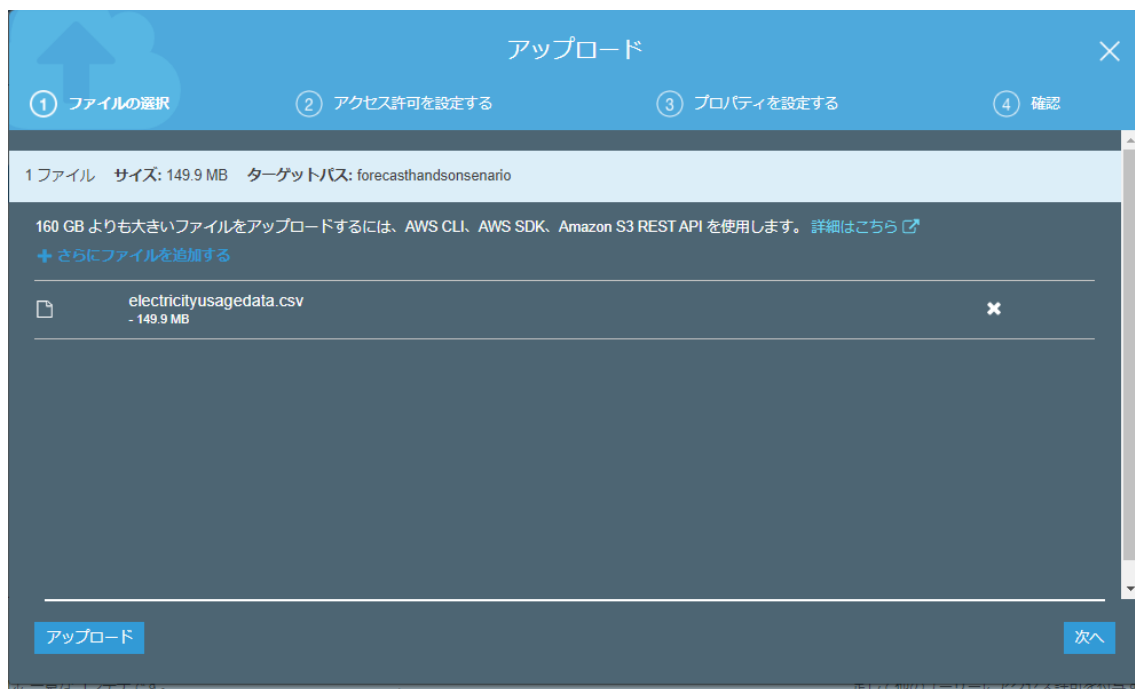 アップロード
1 ファイルの選択
2 アクセス許可を設定する
3 プロパティを設定する
4 確認
1 ファイル サイズ: 149.9 MB ターゲットパス: forecasthandsonsenario
160 GB よりも大きいファイルをアップロードするには、AWS CLI、AWS SDK、Amazon S3 REST API を使用します。 詳細はこちら
さらにファイルを追加する
electricityusagedata.csv
- 149.9 MB
アップロード
次へ